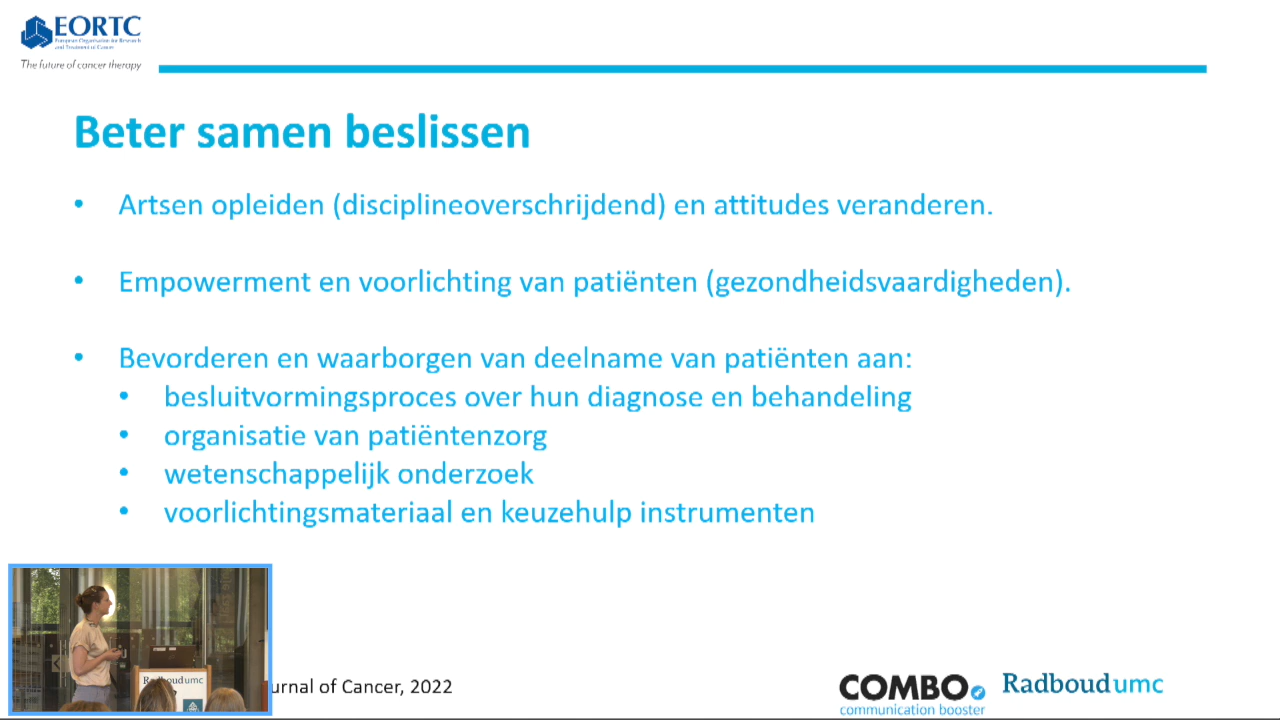 EORTC
European Organisation for Research
and Treatment of Cancer
The future of cancer therapy
Beter samen beslissen
• Artsen opleiden (disciplineoverschrijdend) en attitudes veranderen.
• Empowerment en voorlichting van patiënten (gezondheidsvaardigheden).
• Bevorderen en waarborgen van deelname van patiënten aan:
• besluitvormingsproces over hun diagnose en behandeling
• organisatie van patiëntenzorg
• wetenschappelijk onderzoek
• voorlichtingsmateriaal en keuzehulp instrumenten
Radboudumc
of Cancer, 2022
COMBO
communication booster
Radboudumc